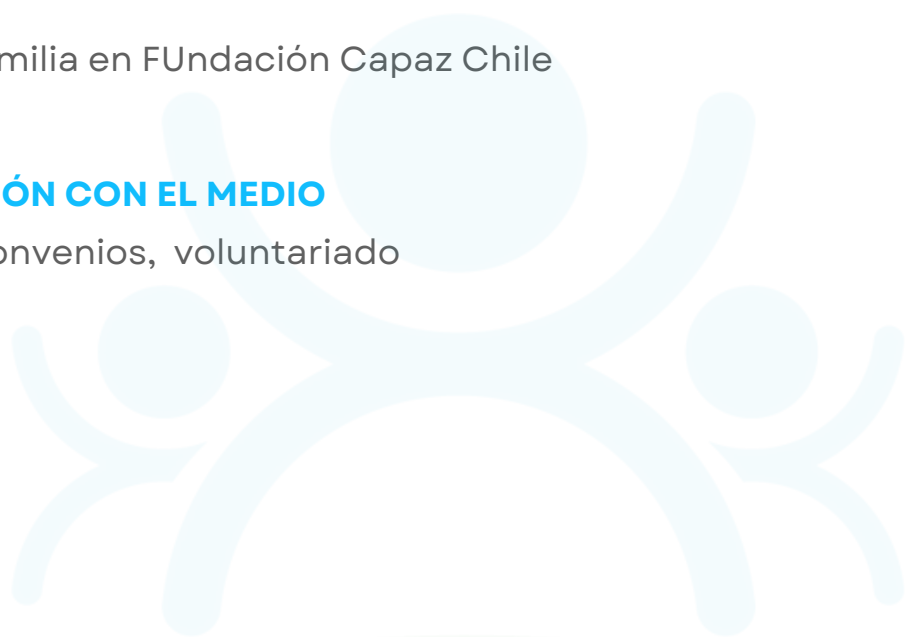 milia en FUndación Capaz Chile
ÓN CON EL MEDIO
onvenios, voluntariado